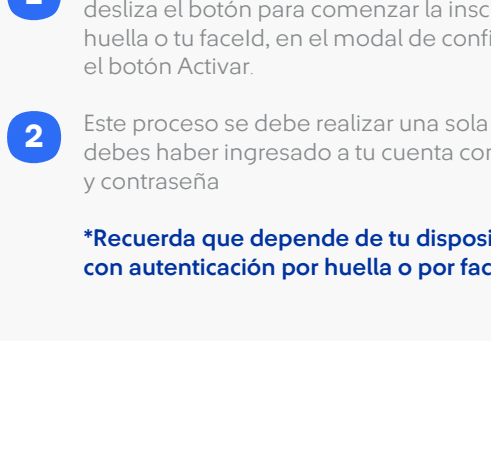 desliza el botón para comenzar la insc
huella o tu faceId, en el modal de confi
el botón Activar.
2
Este proceso se debe realizar una sola
debes haber ingresado a tu cuenta con
y contraseña
*Recuerda que depende de tu disposi
con autenticación por huella o por fac